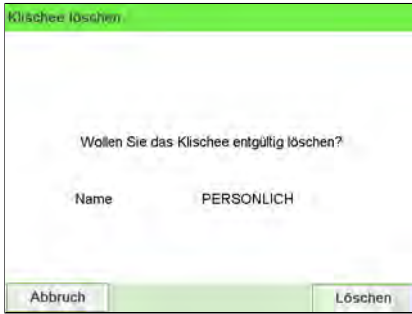 Klischee löschen
Wollen Sie das Klischee entgültig löschen?
Name PERSONLICH
Abbruch Löschen